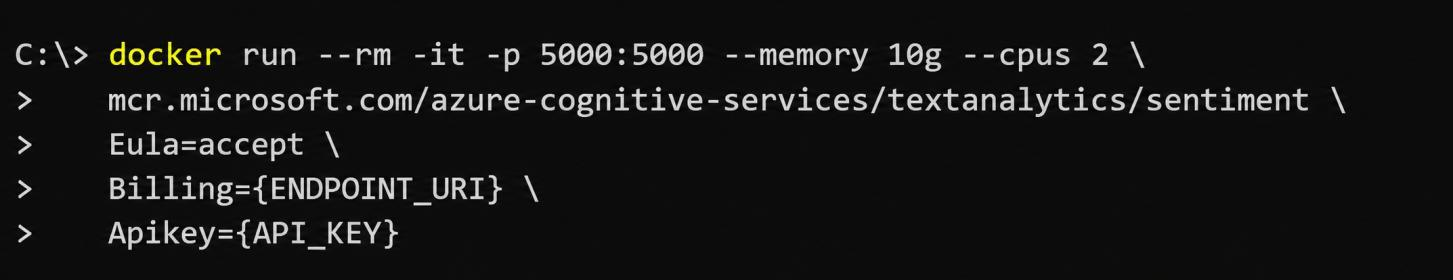 C:\> docker run --rm -it -p 5000:5000 --memory 10g --cpus 2 \
>    mcr.microsoft.com/azure-cognitive-services/textanalytics/sentiment \
>    Eula=accept \
>    Billing={ENDPOINT_URI} \
>    Apikey={API_KEY}